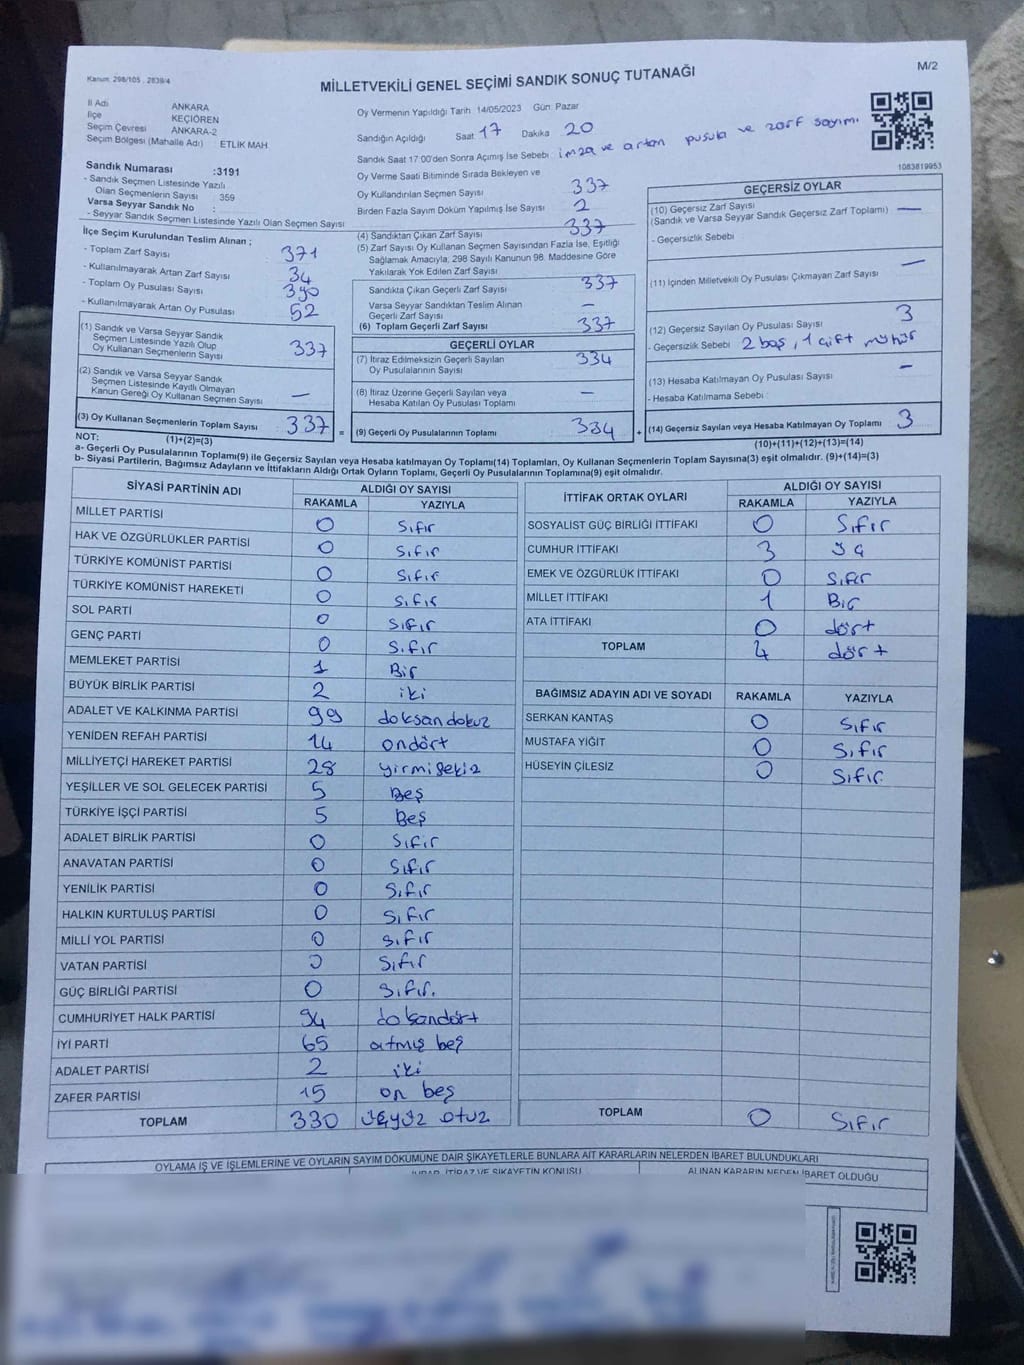 Kanun: 298/105 . 2839/4
MİLLETVEKİLİ GENEL SEÇİMİ SANDIK SONUÇ TUTANAĞI
M/2
İl Adı ANKARA
İlçe KEÇİÖREN
Seçim Çevresi ANKARA-2
Seçim Bölgesi (Mahalle Adı) : ETLİK MAH
Oy Vermenin Yapıldığı Tarih 14/05/2023 Gün: Pazar
Sandığın Açıldığı Saat 17 Dakika 20
Sandık Saat 17:00'den Sonra Açımış İse Sebebi imza ve artan pusula ve zarf sayımı
1083819953
Sandık Numarası :3191
- Sandık Seçmen Listesinde Yazılı
Olan Seçmenlerin Sayısı : 359
Varsa Seyyar Sandık No :
- Seyyar Sandık Seçmen Listesinde Yazılı Olan Seçmen Sayısı
Oy Verme Saati Bitiminde Sırada Bekleyen ve
Oy Kullandırılan Seçmen Sayısı 337
Birden Fazla Sayım Döküm Yapılmış İse Sayısı 2
İlçe Seçim Kurulundan Teslim Alınan ;
- Toplam Zarf Sayısı : 371
- Kullanılmayarak Artan Zarf Sayısı : 34
- Toplam Oy Pusulası Sayısı : 390
- Kullanılmayarak Artan Oy Pusulası : 52
(4) Sandıktan Çıkan Zarf Sayısı 337
(5) Zarf Sayısı Oy Kullanan Seçmen Sayısından Fazla İse, Eşitliği
Sağlamak Amacıyla, 298 Sayılı Kanunun 98. Maddesine Göre
Yakılarak Yok Edilen Zarf Sayısı
Sandıkta Çıkan Geçerli Zarf Sayısı 337
Varsa Seyyar Sandıktan Teslim Alınan
Geçerli Zarf Sayısı –
(6) Toplam Geçerli Zarf Sayısı 337
(1) Sandık ve Varsa Seyyar Sandık
Seçmen Listesinde Yazılı Olup
Oy Kullanan Seçmenlerin Sayısı 337
(2) Sandık ve Varsa Seyyar Sandık
Seçmen Listesinde Kayıtlı Olmayan
Kanun Gereği Oy Kullanan Seçmen Sayısı –
(3) Oy Kullanan Seçmenlerin Toplam Sayısı 337 =
(1)+(2)=(3)
GEÇERLİ OYLAR
(7) İtiraz Edilmeksizin Geçerli Sayılan
Oy Pusulalarının Sayısı 334
(8) İtiraz Üzerine Geçerli Sayılan veya
Hesaba Katılan Oy Pusulası Toplamı –
(9) Geçerli Oy Pusulalarının Toplamı 334 +
GEÇERSİZ OYLAR
(10) Geçersiz Zarf Sayısı
(Sandık ve Varsa Seyyar Sandık Geçersiz Zarf Toplamı) –
- Geçersizlik Sebebi
(11) İçinden Milletvekili Oy Pusulası Çıkmayan Zarf Sayısı –
(12) Geçersiz Sayılan Oy Pusulası Sayısı 3
- Geçersizlik Sebebi 2 boş, 1 çift mühür
(13) Hesaba Katılmayan Oy Pusulası Sayısı –
- Hesaba Katılmama Sebebi :
(14) Geçersiz Sayılan veya Hesaba Katılmayan Oy Toplamı 3
(10)+(11)+(12)+(13)=(14)
NOT:
a- Geçerli Oy Pusulalarının Toplamı(9) ile Geçersiz Sayılan veya Hesaba katılmayan Oy Toplamı(14) Toplamları, Oy Kullanan Seçmenlerin Toplam Sayısına(3) eşit olmalıdır. (9)+(14)=(3)
b- Siyasi Partilerin, Bağımsız Adayların ve İttifakların Aldığı Ortak Oyların Toplamı, Geçerli Oy Pusulalarının Toplamına(9) eşit olmalıdır.
SİYASİ PARTİNİN ADI ALDIĞI OY SAYISI
RAKAMLA YAZIYLA
MİLLET PARTİSİ 0 Sıfır
HAK VE ÖZGÜRLÜKLER PARTİSİ 0 Sıfır
TÜRKİYE KOMÜNİST PARTİSİ 0 Sıfır
TÜRKİYE KOMÜNİST HAREKETİ 0 Sıfır
SOL PARTİ 0 Sıfır
GENÇ PARTİ 0 Sıfır
MEMLEKET PARTİSİ 1 Bir
BÜYÜK BİRLİK PARTİSİ 2 iki
ADALET VE KALKINMA PARTİSİ 99 doksan dokuz
YENİDEN REFAH PARTİSİ 14 ondört
MİLLİYETÇİ HAREKET PARTİSİ 28 yirmi sekiz
YEŞİLLER VE SOL GELECEK PARTİSİ 5 Beş
TÜRKİYE İŞÇİ PARTİSİ 5 Beş
ADALET BİRLİK PARTİSİ 0 Sıfır
ANAVATAN PARTİSİ 0 Sıfır
YENİLİK PARTİSİ 0 Sıfır
HALKIN KURTULUŞ PARTİSİ 0 Sıfır
MİLLİ YOL PARTİSİ 0 Sıfır
VATAN PARTİSİ 0 Sıfır
GÜÇ BİRLİĞİ PARTİSİ 0 Sıfır.
CUMHURİYET HALK PARTİSİ 94 doksandört
İYİ PARTİ 65 atmış beş
ADALET PARTİSİ 2 iki
ZAFER PARTİSİ 15 on beş
TOPLAM 330 üçyüz otuz
İTTİFAK ORTAK OYLARI ALDIĞI OY SAYISI
RAKAMLA YAZIYLA
SOSYALİST GÜÇ BİRLİĞİ İTTİFAKI 0 Sıfır
CUMHUR İTTİFAKI 3 üç
EMEK VE ÖZGÜRLÜK İTTİFAKI 0 Sıfır
MİLLET İTTİFAKI 1 Bir
ATA İTTİFAKI 0 dört
TOPLAM 4 dört
BAĞIMSIZ ADAYIN ADI VE SOYADI RAKAMLA YAZIYLA
SERKAN KANTAŞ 0 Sıfır
MUSTAFA YİĞİT 0 Sıfır
HÜSEYİN ÇİLESİZ 0 Sıfır.
TOPLAM 0 Sıfır
OYLAMA İŞ VE İŞLEMLERİNE VE OYLARIN SAYIM DÖKÜMÜNE DAİR ŞİKAYETLERLE BUNLARA AİT KARARLARIN NELERDEN İBARET BULUNDUKLARI
İTİRAZ VE ŞİKAYETİN KONUSU ALINAN KARARIN NEDEN İBARET OLDUĞU